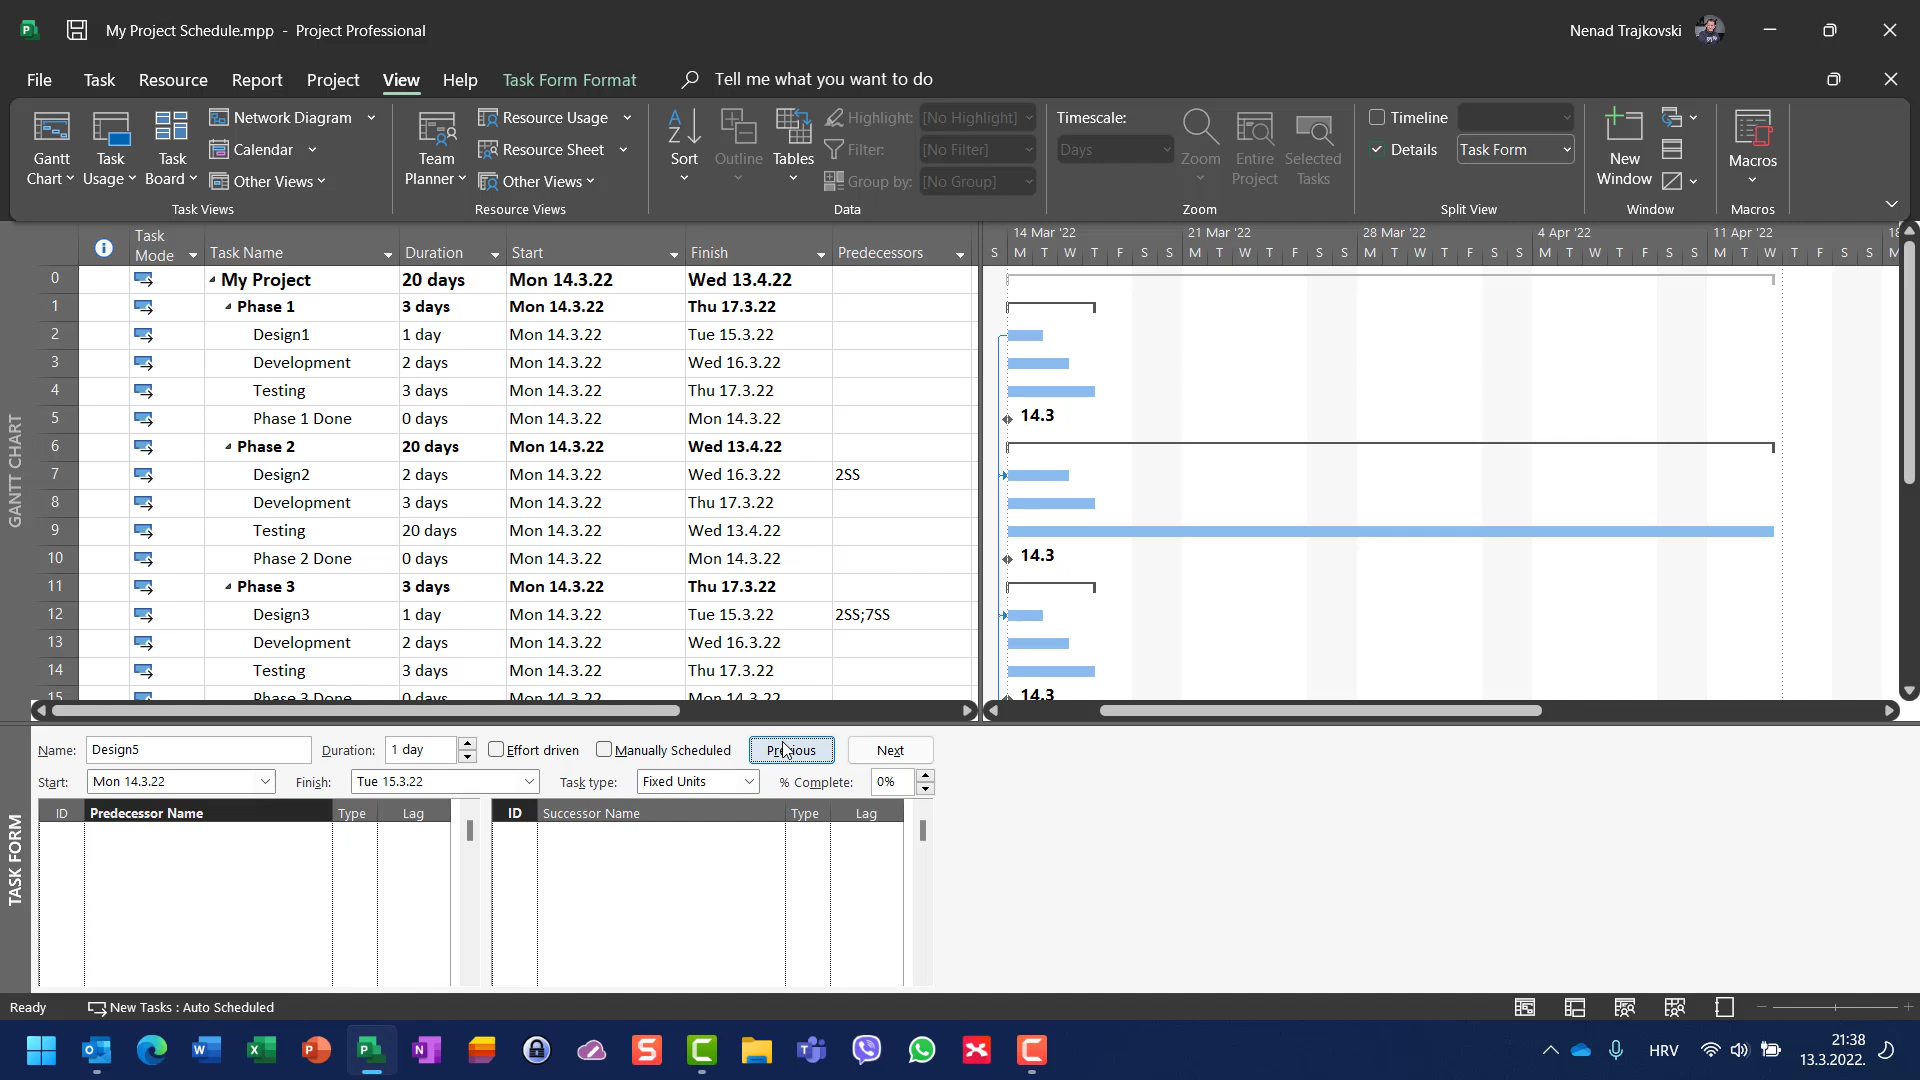 My Project Schedule.mpp - Project Professional
Nenad Trajkovski
File Task Resource Report Project View Help Task Form Format Tell me what you want to do
Gantt Chart
Task Usage
Task Board
Network Diagram
Calendar
Other Views
Task Views
Team Planner
Resource Usage
Resource Sheet
Other Views
Resource Views
Sort
Outline
Tables
Highlight: [No Highlight]
Filter: [No Filter]
Group by: [No Group]
Data
Timescale:
Days
Zoom
Entire Project
Selected Tasks
Zoom
Timeline
Details Task Form
Split View
New Window
Window
Macros
Macros
GANTT CHART
Task Mode Task Name Duration Start Finish Predecessors
14 Mar '22 21 Mar '22 28 Mar '22 4 Apr '22 11 Apr '22 18
S M T W T F S S M T W T F S S M T W T F S S M T W T F S S M T W T F S S M
0 My Project 20 days Mon 14.3.22 Wed 13.4.22
1 Phase 1 3 days Mon 14.3.22 Thu 17.3.22
2 Design1 1 day Mon 14.3.22 Tue 15.3.22
3 Development 2 days Mon 14.3.22 Wed 16.3.22
4 Testing 3 days Mon 14.3.22 Thu 17.3.22
5 Phase 1 Done 0 days Mon 14.3.22 Mon 14.3.22 14.3
6 Phase 2 20 days Mon 14.3.22 Wed 13.4.22
7 Design2 2 days Mon 14.3.22 Wed 16.3.22 2SS
8 Development 3 days Mon 14.3.22 Thu 17.3.22
9 Testing 20 days Mon 14.3.22 Wed 13.4.22
10 Phase 2 Done 0 days Mon 14.3.22 Mon 14.3.22 14.3
11 Phase 3 3 days Mon 14.3.22 Thu 17.3.22
12 Design3 1 day Mon 14.3.22 Tue 15.3.22 2SS;7SS
13 Development 2 days Mon 14.3.22 Wed 16.3.22
14 Testing 3 days Mon 14.3.22 Thu 17.3.22
15 Phase 3 Done 0 days Mon 14.3.22 Mon 14.3.22 14.3
TASK FORM
Name: Design5 Duration: 1 day Effort driven Manually Scheduled Previous Next
Start: Mon 14.3.22 Finish: Tue 15.3.22 Task type: Fixed Units % Complete: 0%
ID Predecessor Name Type Lag ID Successor Name Type Lag
Ready New Tasks : Auto Scheduled
HRV
21:38
13.3.2022.